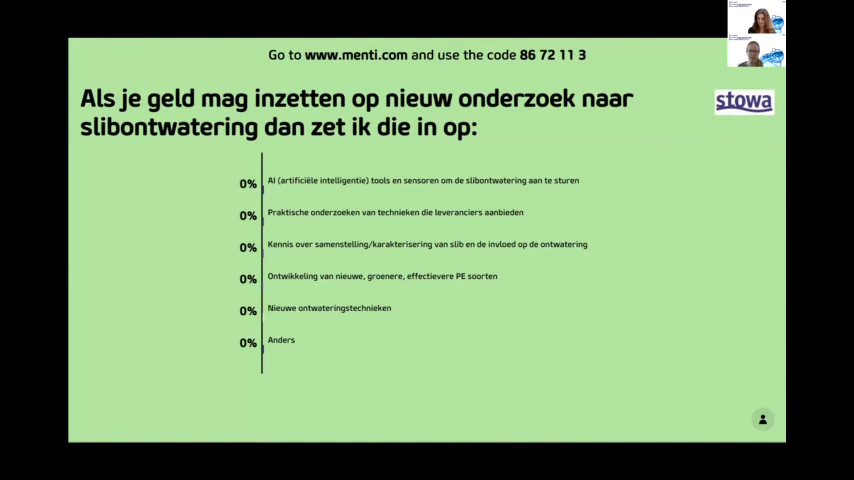 Go to www.menti.com and use the code 86 72 11 3
Als je geld mag inzetten op nieuw onderzoek naar
slibontwatering dan zet ik die in op:
stowa
0% AI (artificiële intelligentie) tools en sensoren om de slibontwatering aan te sturen
0% Praktische onderzoeken van technieken die leveranciers aanbieden
0% Kennis over samenstelling/karakterisering van slib en de invloed op de ontwatering
0% Ontwikkeling van nieuwe, groenere, effectievere PE soorten
0% Nieuwe ontwateringstechnieken
0% Anders